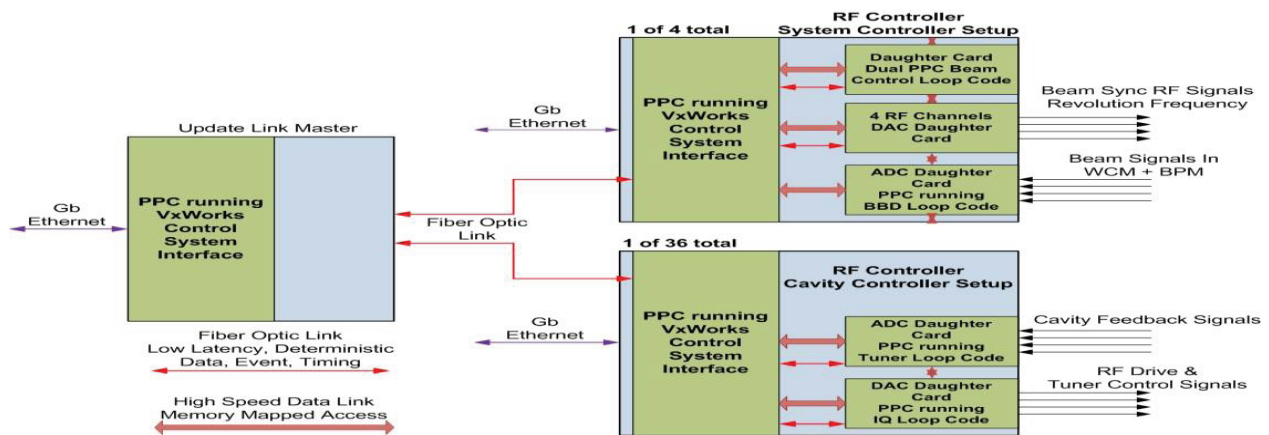 Update Link Master
Gb
Ethernet
PPC running
VxWorks
Control
System
Interface
Fiber Optic Link
Low Latency, Deterministic
Data, Event, Timing
High Speed Data Link
Memory Mapped Access
Fiber Optic
Link
RF Controller
System Controller Setup
1 of 4 total
Gb
Ethernet
PPC running
VxWorks
Control
System
Interface
Daughter Card
Dual PPC Beam
Control Loop Code
4 RF Channels
DAC Daughter
Card
ADC Daughter
Card
PPC running
BBD Loop Code
Beam Sync RF Signals
Revolution Frequency
Beam Signals In
WCM + BPM
1 of 36 total
RF Controller
Cavity Controller Setup
Gb
Ethernet
PPC running
VxWorks
Control
System
Interface
ADC Daughter
Card
PPC running
Tuner Loop Code
DAC Daughter
Card
PPC running
IQ Loop Code
Cavity Feedback Signals
RF Drive &
Tuner Control Signals